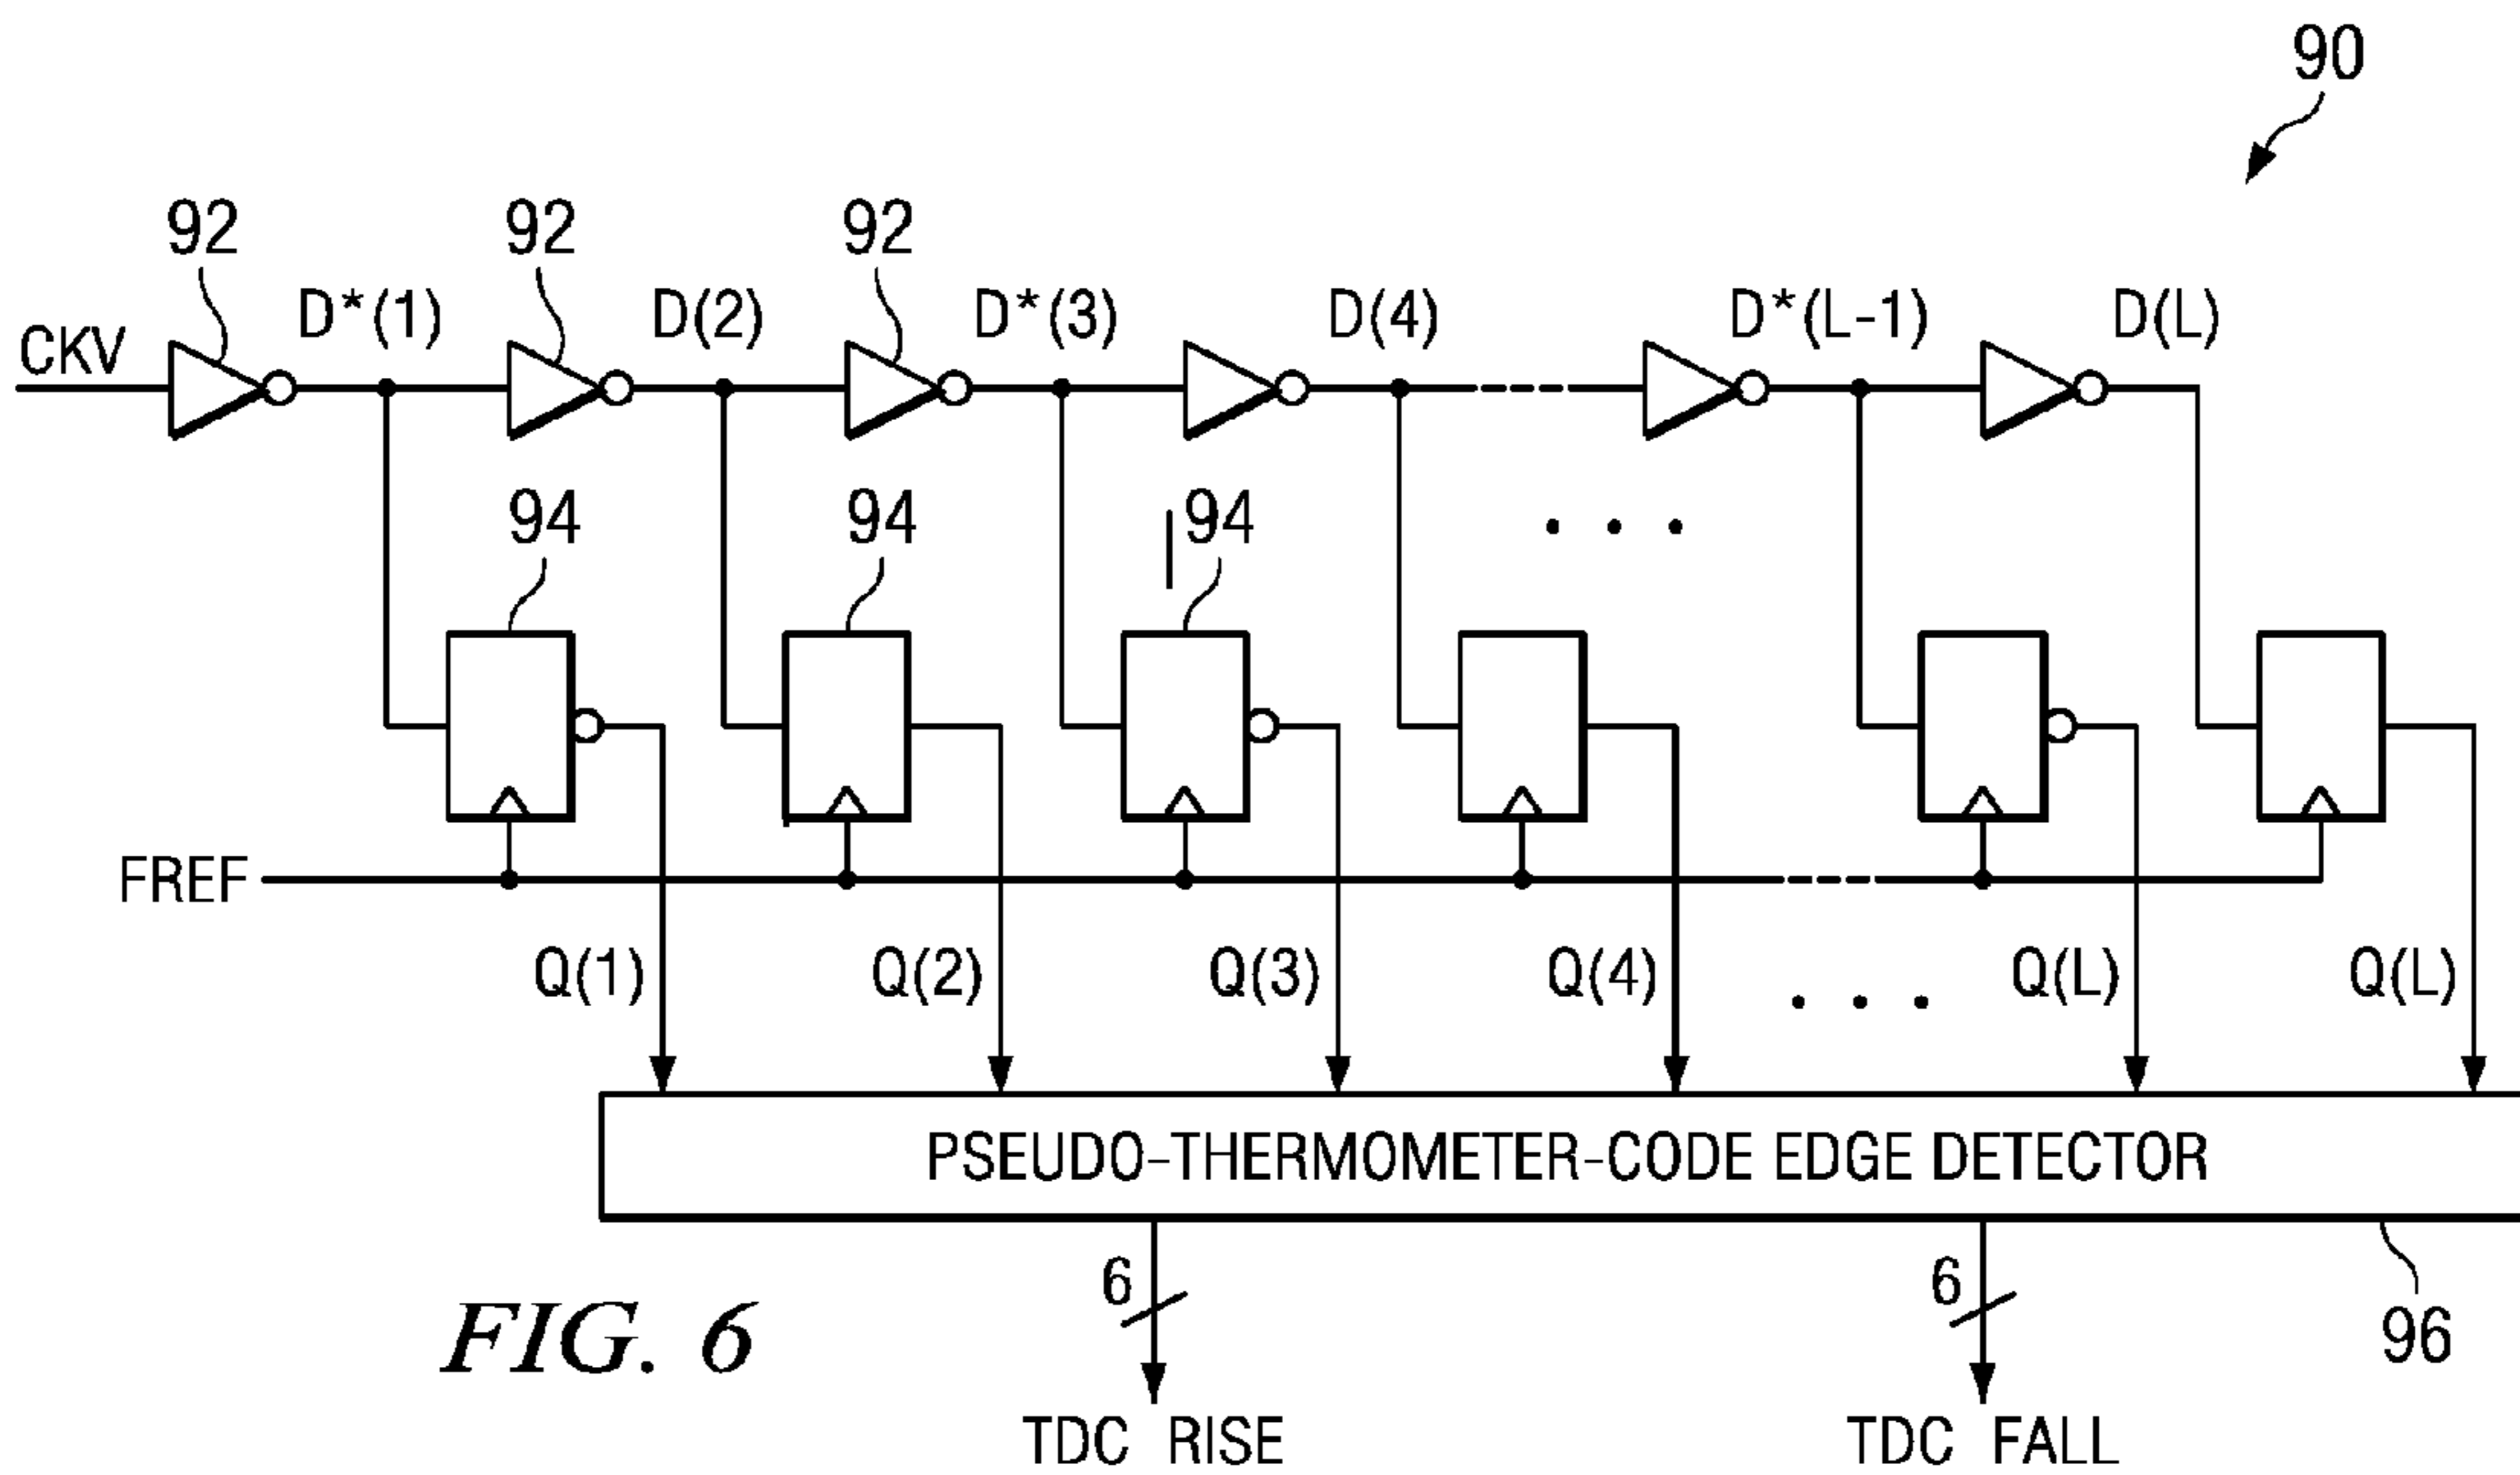 90
92 92 92
D*(1) D(2) D*(3) D(4) D*(L-1) D(L)
CKV
94 94 94
. . .
FREF
Q(1) Q(2) Q(3) Q(4) . . . Q(L) Q(L)
PSEUDO-THERMOMETER-CODE EDGE DETECTOR
6 6
96
FIG. 6
TDC RISE TDC FALL